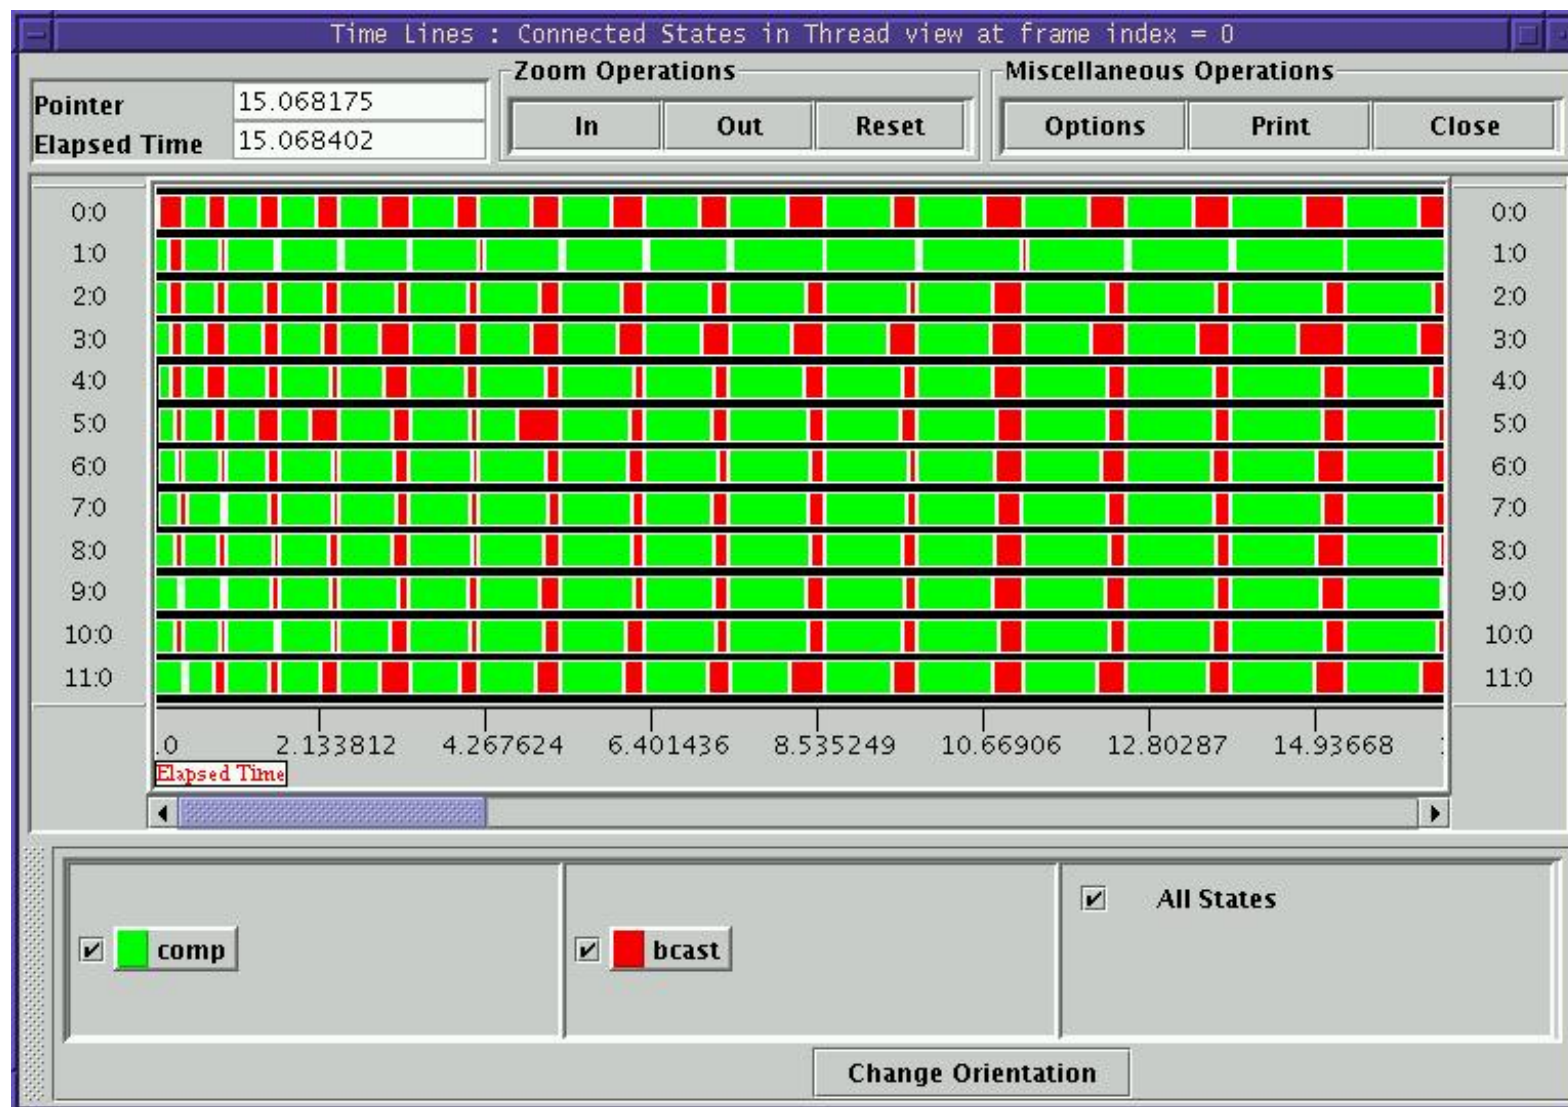 Time Lines : Connected States in Thread view at frame index = 0
Zoom Operations Miscellaneous Operations
Pointer 15.068175
In Out Reset Options Print Close
Elapsed Time 15.068402
0:0 0:0
1:0 1:0
2:0 2:0
3:0 3:0
4:0 4:0
5:0 5:0
6:0 6:0
7:0 7:0
8:0 8:0
9:0 9:0
10:0 10:0
11:0 11:0
.0 2.133812 4.267624 6.401436 8.535249 10.66906 12.80287 14.93668
Elapsed Time
All States
comp bcast
Change Orientation